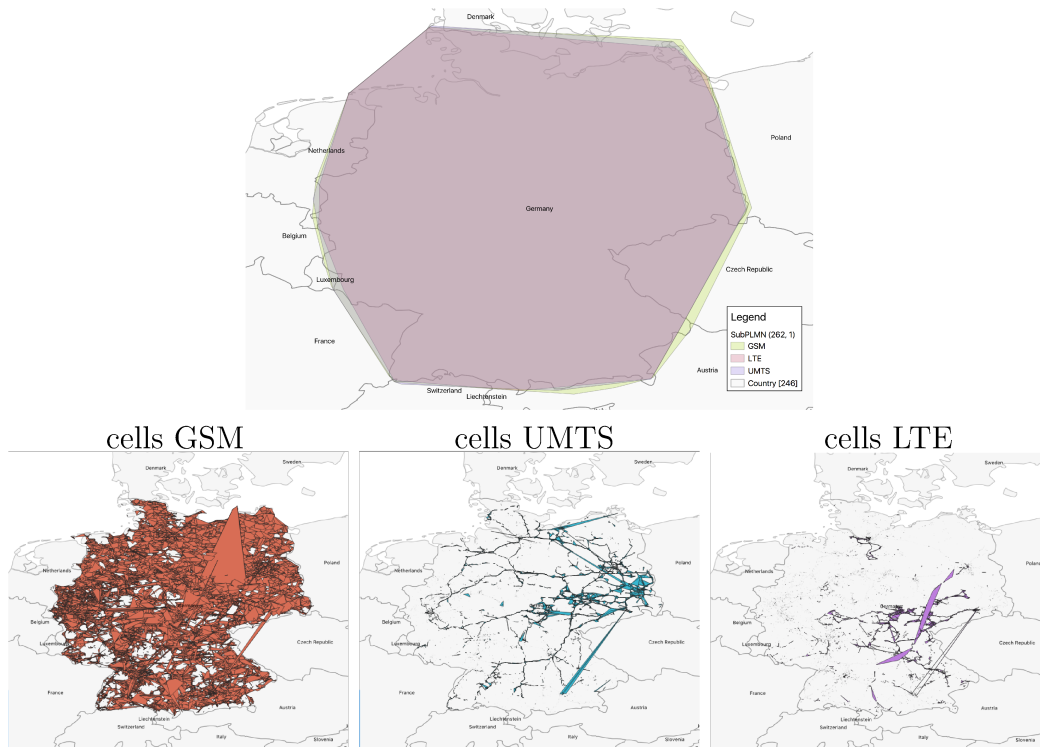 Denmark
Poland
Netherlands
Germany
Belgium
Czech Republic
Luxembourg
France
Austria
Switzerland
Liechtenstein
Legend
SubPLMN (262, 1)
GSM
LTE
UMTS
Country [246]
cells GSM
cells UMTS
cells LTE
Denmark
Sweden
Netherlands
Poland
Belgium
Luxembourg
Czech Republic
France
Austria
Liechtenstein
Switzerland
Italy
Slovenia
Denmark
Sweden
Netherlands
Poland
Belgium
Luxembourg
Czech Republic
France
Austria
Liechtenstein
Switzerland
Italy
Slovenia
Denmark
Sweden
Netherlands
Poland
Germany
Belgium
Luxembourg
Czech Republic
France
Austria
Liechtenstein
Switzerland
Italy
Slovenia